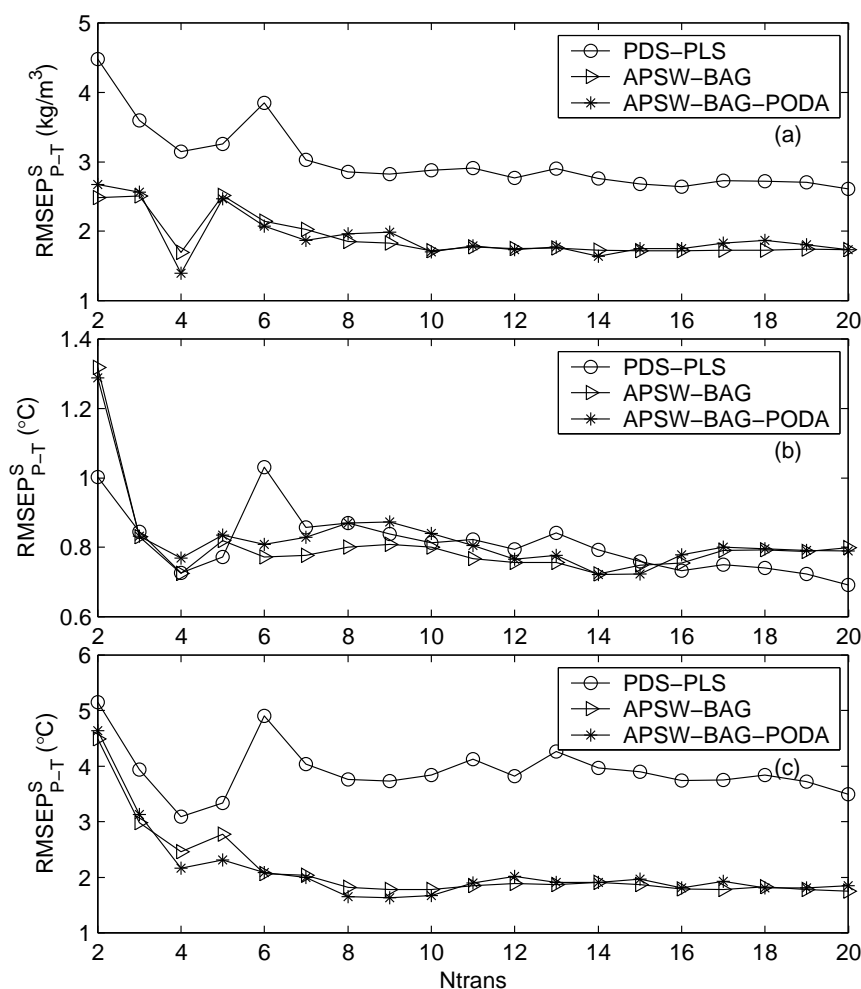 5
4
3
2
1
RMSEP^S_{P−T} (kg/m^3)
PDS−PLS
APSW−BAG
APSW−BAG−PODA
(a)
2 4 6 8 10 12 14 16 18 20
1.4
1.2
1
0.8
0.6
RMSEP^S_{P−T} (°C)
PDS−PLS
APSW−BAG
APSW−BAG−PODA
(b)
2 4 6 8 10 12 14 16 18 20
6
5
4
3
2
1
RMSEP^S_{P−T} (°C)
PDS−PLS
APSW−BAG
APSW−BAG−PODA
(c)
2 4 6 8 10 12 14 16 18 20
Ntrans